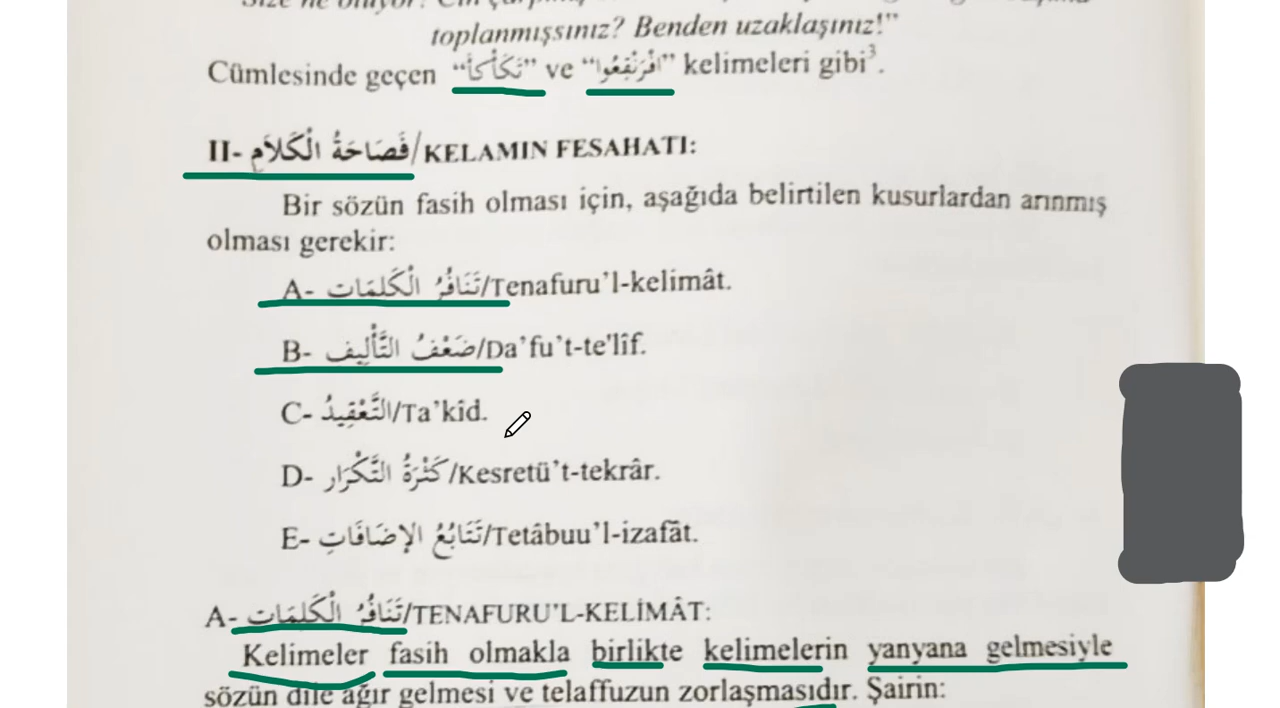 toplanmışsınız? Benden uzaklaşınız!”
Cümlesinde geçen “تَكَأْكَأَ” ve “افْرَنْقِعُوا” kelimeleri gibi³.
II- فَصَاحَةُ الْكَلاَمِ/KELAMIN FESAHATI:
Bir sözün fasih olması için, aşağıda belirtilen kusurlardan arınmış
olması gerekir:
A- تَنَافُرُ الْكَلِمَات/Tenafuru’l-kelimât.
B- ضَعْفُ التَّأْلِيف/Da’fu’t-te'lîf.
C- التَّعْقِيدُ/Ta’kîd.
D- كَثْرَةُ التَّكْرَار/Kesretü’t-tekrâr.
E- تَتَابُعُ الإضَافَاتِ/Tetâbuu’l-izafāt.
A- تَنَافُرُ الْكَلِمَات/TENAFURU’L-KELİMÂT:
Kelimeler fasih olmakla birlikte kelimelerin yanyana gelmesiyle
sözün dile ağır gelmesi ve telaffuzun zorlaşmasıdır. Şairin: